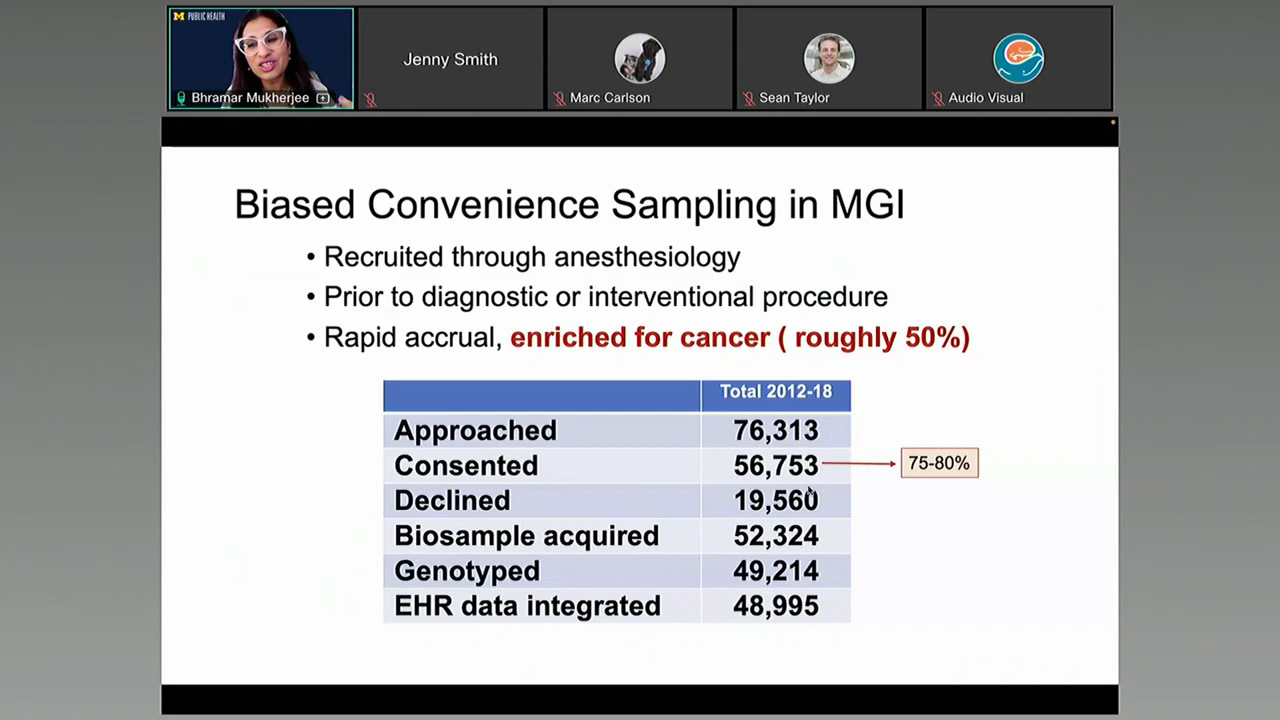 M PUBLIC HEALTH
Bhramar Mukherjee
Jenny Smith
Marc Carlson
Sean Taylor
Audio Visual
Biased Convenience Sampling in MGI
• Recruited through anesthesiology
• Prior to diagnostic or interventional procedure
• Rapid accrual, enriched for cancer ( roughly 50%)
Total 2012-18
Approached 76,313
Consented 56,753 75-80%
Declined 19,560
Biosample acquired 52,324
Genotyped 49,214
EHR data integrated 48,995